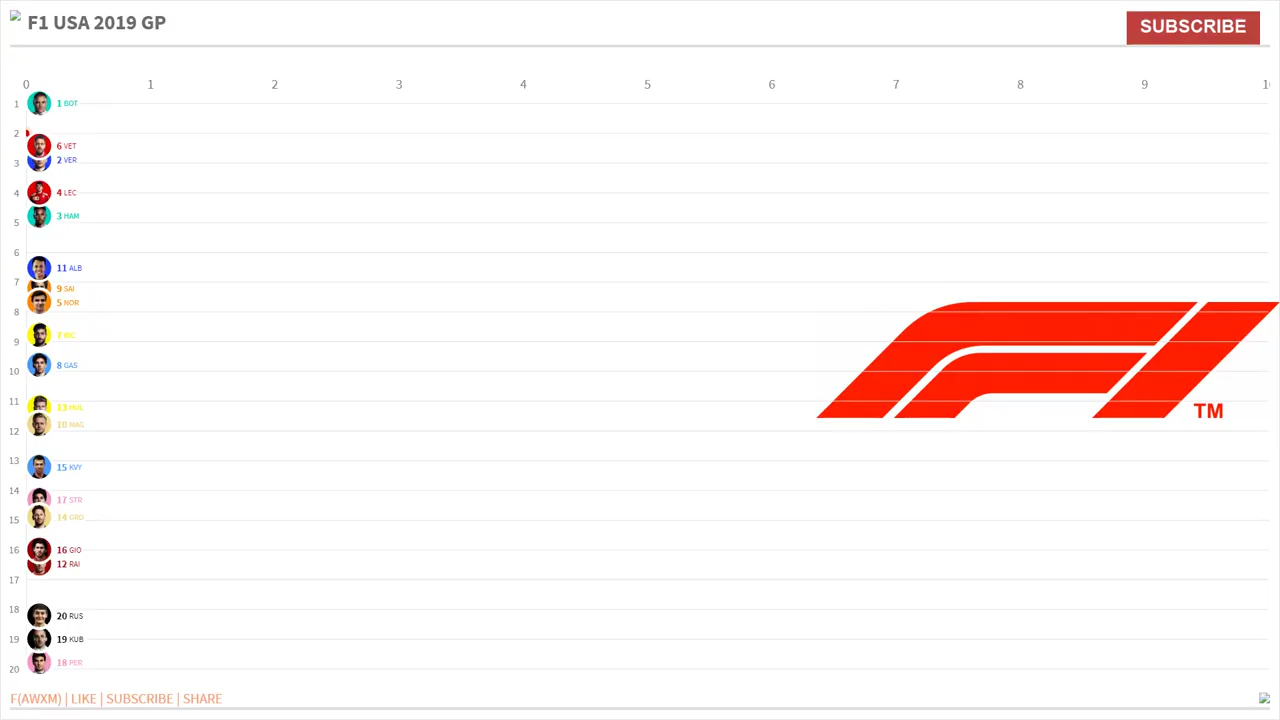 F1 USA 2019 GP
SUBSCRIBE
0 1 2 3 4 5 6 7 8 9
1
1 BOT
2
6 VET
3
2 VER
4
4 LEC
3 HAM
5
6
11 ALB
7
9 SAI
5 NOR
8
7 RIC
9
8 GAS
10
11
13 HUL
10 MAG
TM
12
13
15 KVY
14
17 STR
14 GRO
15
16
16 GIO
12 RAI
17
18
20 RUS
19
19 KUB
18 PER
20
F(AWXM) | LIKE | SUBSCRIBE | SHARE